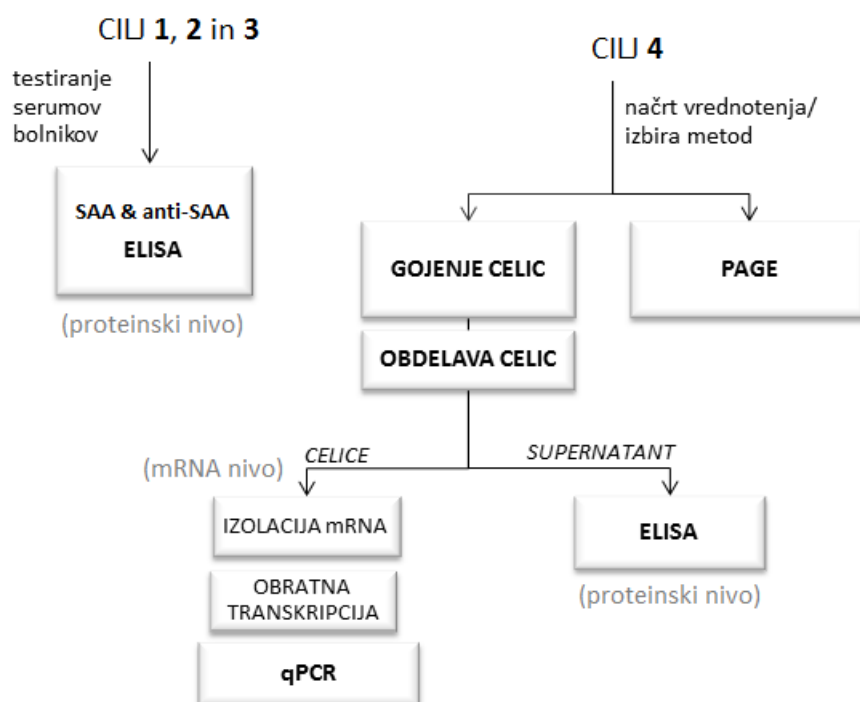 CILJ 1, 2 in 3
testiranje
serumov
bolnikov
SAA & anti-SAA
ELISA
(proteinski nivo)
CILJ 4
načrt vrednotenja/
izbira metod
GOJENJE CELIC
PAGE
OBDELAVA CELIC
(mRNA nivo)
CELICE
SUPERNATANT
IZOLACIJA mRNA
OBRATNA
TRANSKRIPCIJA
qPCR
ELISA
(proteinski nivo)